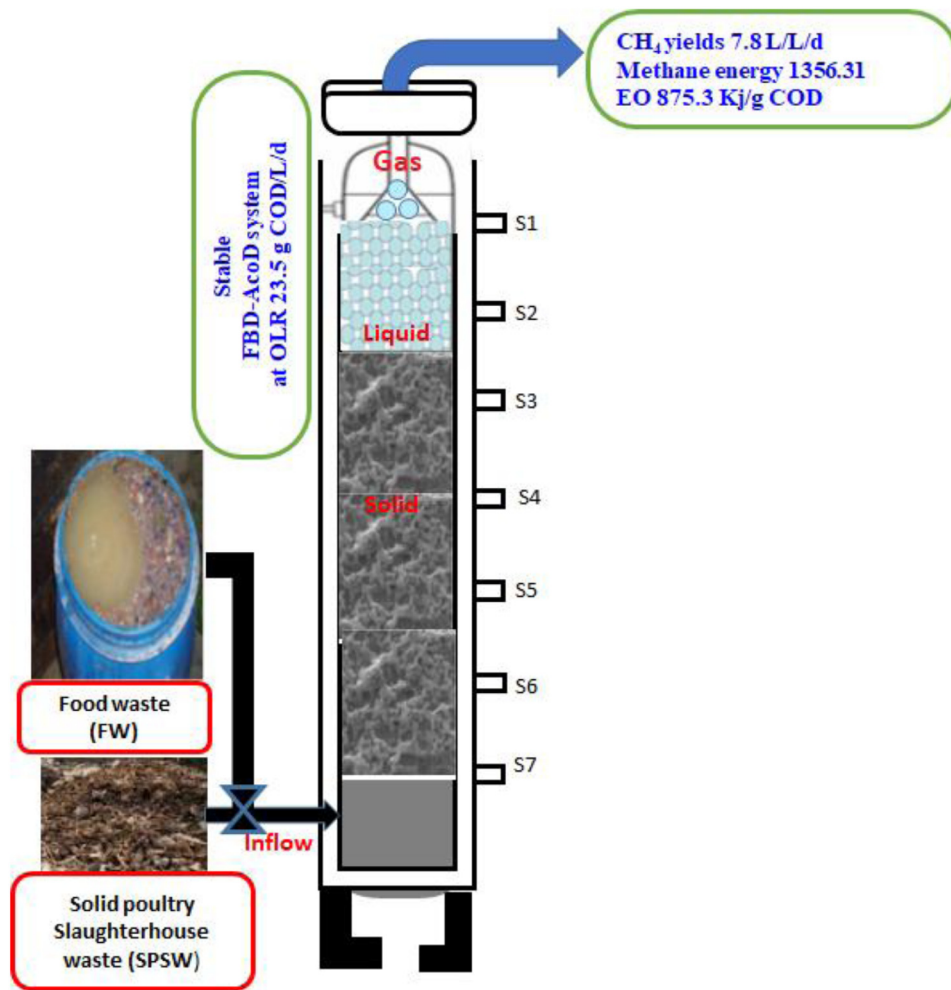 CH₄ yields 7.8 L/L/d
Methane energy 1356.31
EO 875.3 Kj/g COD
Stable
FBD-AcoD system
at OLR 23.5 g COD/L/d
Gas
S1
S2
Liquid
S3
S4
Solid
S5
S6
S7
Food waste
(FW)
Inflow
Solid poultry
Slaughterhouse
waste (SPSW)